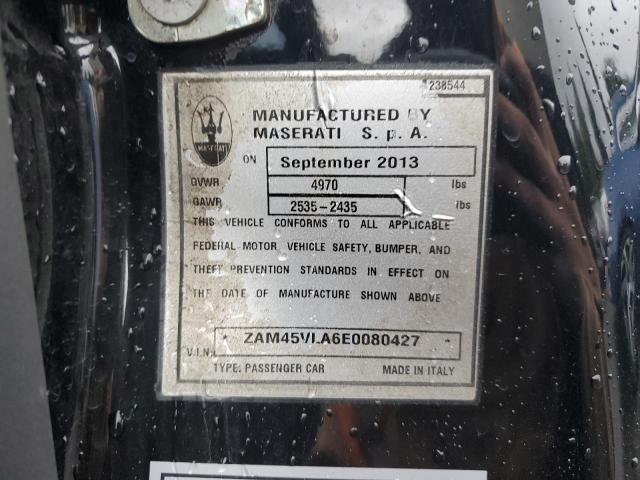 238544
MANUFACTURED BY
MASERATI S. p. A.
MASERATI
ON September 2013
GVWR 4970 lbs
GAWR 2535-2435 lbs
THIS VEHICLE CONFORMS TO ALL APPLICABLE
FEDERAL MOTOR VEHICLE SAFETY, BUMPER, AND
THEFT PREVENTION STANDARDS IN EFFECT ON
THE DATE OF MANUFACTURE SHOWN ABOVE
V.I.N. * ZAM45VLA6E0080427 *
TYPE: PASSENGER CAR MADE IN ITALY